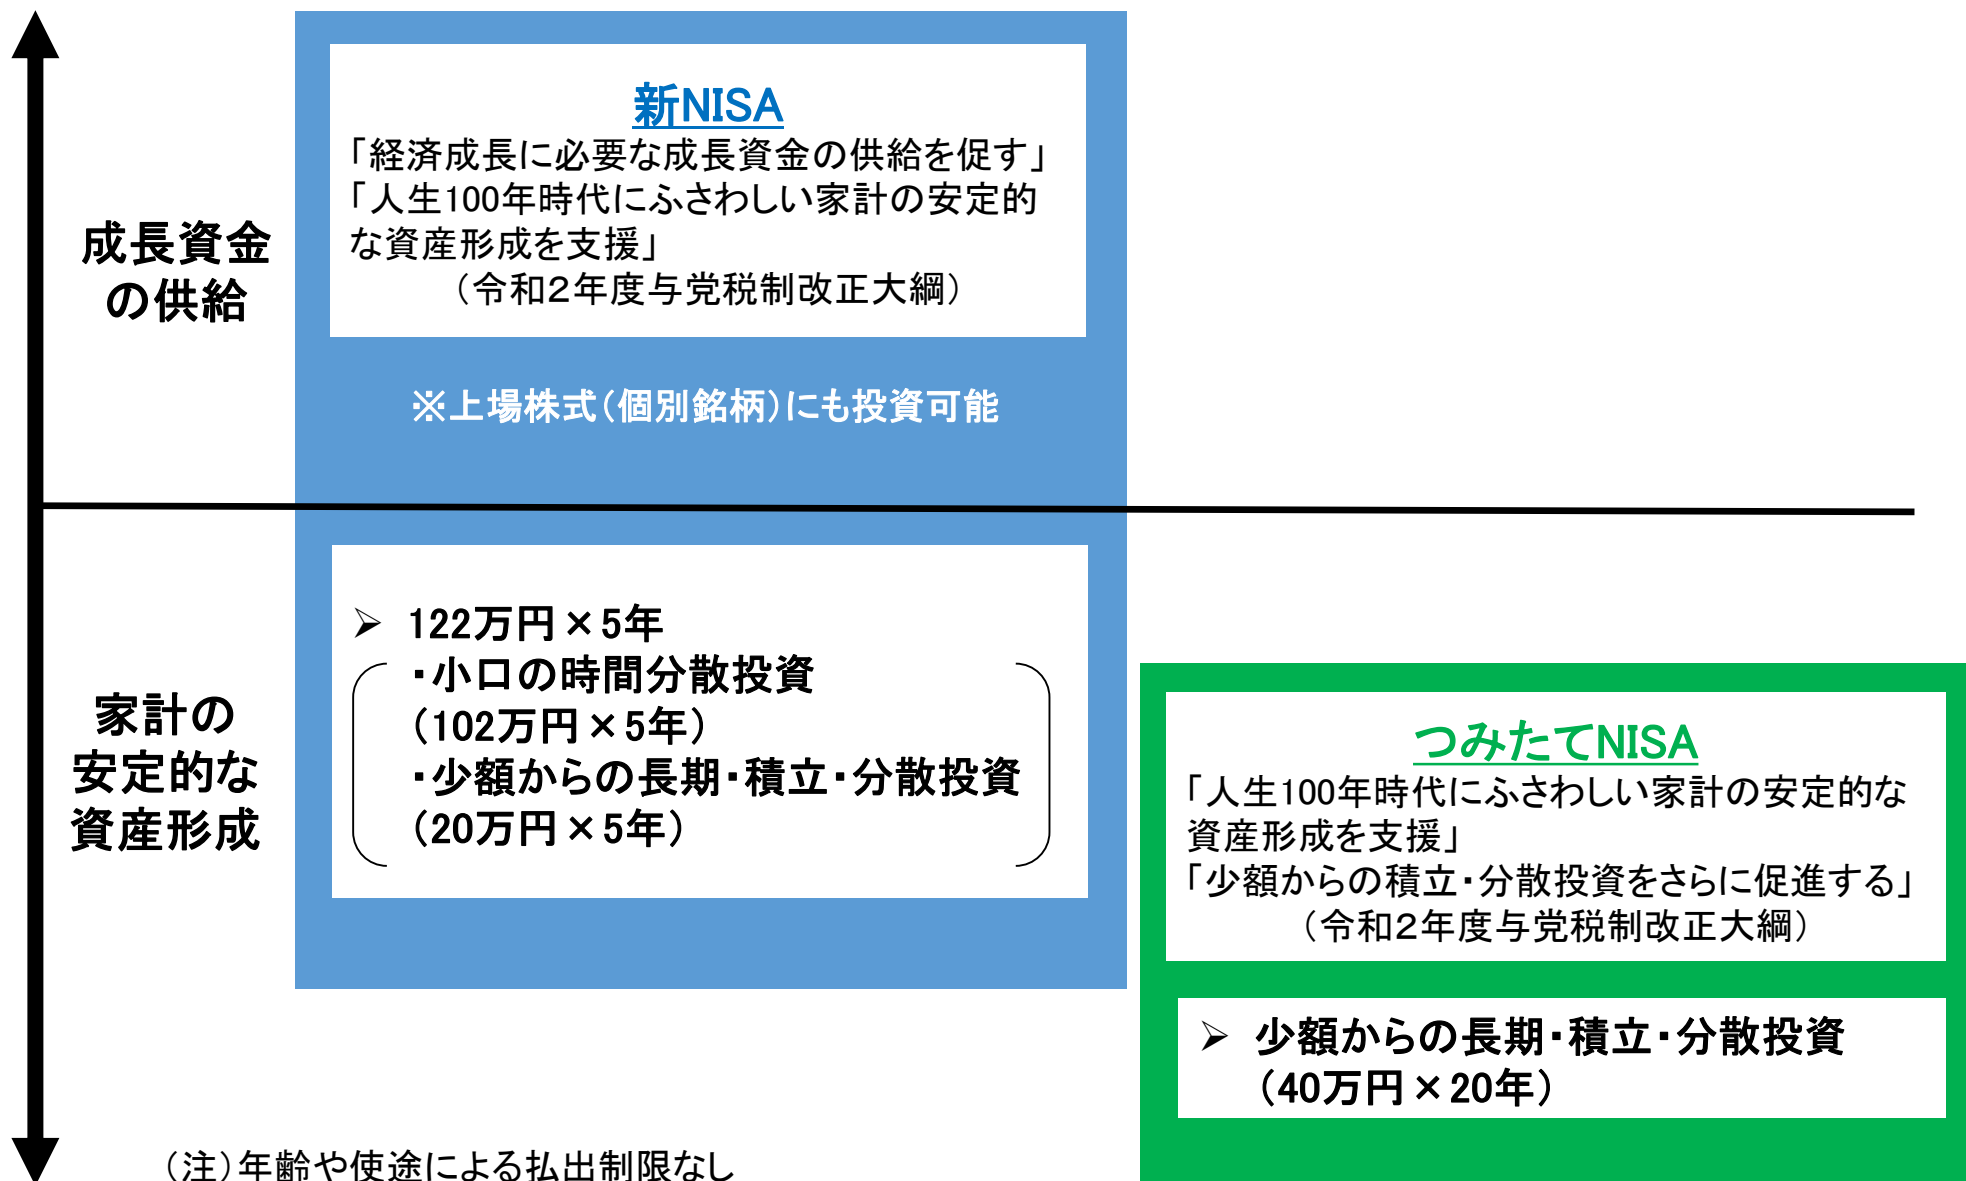 成長資金
の供給
新NISA
「経済成長に必要な成長資金の供給を促す」
「人生100年時代にふさわしい家計の安定的
な資産形成を支援」
（令和２年度与党税制改正大綱）
※上場株式（個別銘柄）にも投資可能
家計の
安定的な
資産形成
➢ 122万円×5年
・小口の時間分散投資
（102万円×5年）
・少額からの長期・積立・分散投資
（20万円×5年）
つみたてNISA
「人生100年時代にふさわしい家計の安定的な
資産形成を支援」
「少額からの積立・分散投資をさらに促進する」
（令和２年度与党税制改正大綱）
➢ 少額からの長期・積立・分散投資
（40万円×20年）
（注）年齢や使途による払出制限なし